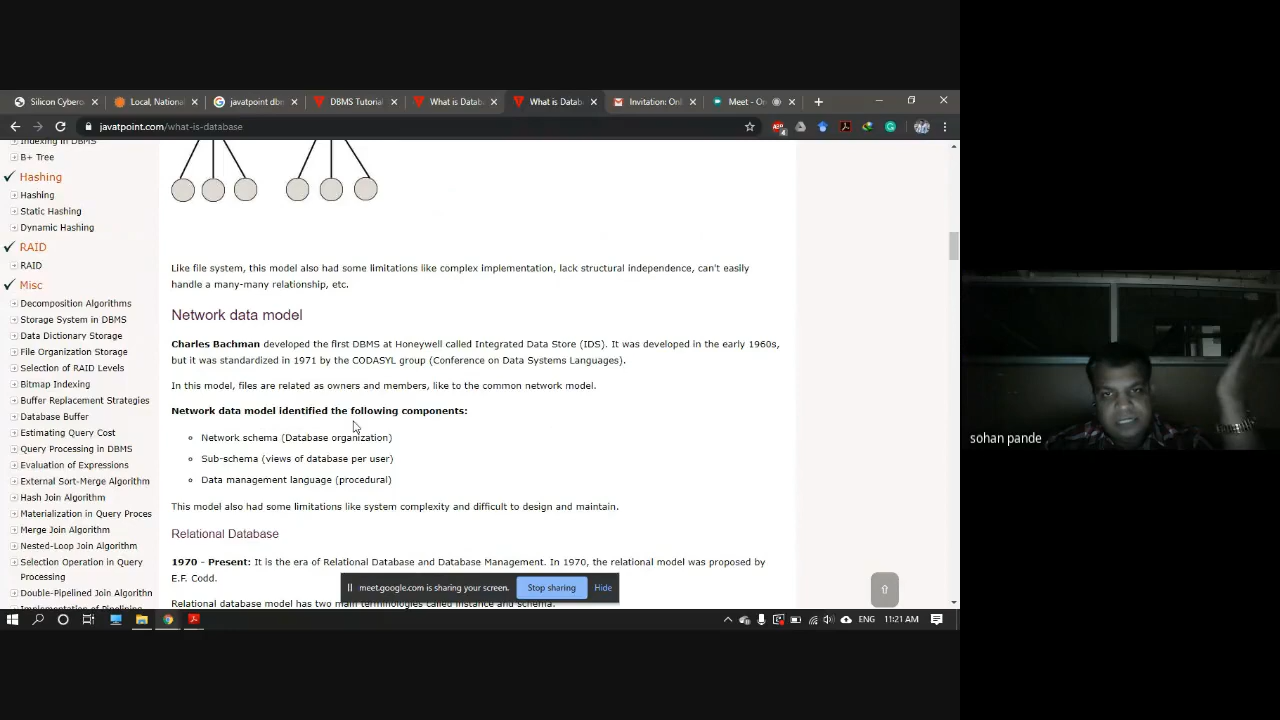 Silicon Cybero
Local, National
javatpoint dbm
DBMS Tutorial
What is Datab
What is Datab
Invitation: Onl
Meet - On
javatpoint.com/what-is-database
Indexing in DBMS
B+ Tree
Hashing
Hashing
Static Hashing
Dynamic Hashing
RAID
RAID
Misc
Decomposition Algorithms
Storage System in DBMS
Data Dictionary Storage
File Organization Storage
Selection of RAID Levels
Bitmap Indexing
Buffer Replacement Strategies
Database Buffer
Estimating Query Cost
Query Processing in DBMS
Evaluation of Expressions
External Sort-Merge Algorithm
Hash Join Algorithm
Materialization in Query Proces
Merge Join Algorithm
Nested-Loop Join Algorithm
Selection Operation in Query
Processing
Double-Pipelined Join Algorithm
Like file system, this model also had some limitations like complex implementation, lack structural independence, can't easily
handle a many-many relationship, etc.
Network data model
Charles Bachman developed the first DBMS at Honeywell called Integrated Data Store (IDS). It was developed in the early 1960s,
but it was standardized in 1971 by the CODASYL group (Conference on Data Systems Languages).
In this model, files are related as owners and members, like to the common network model.
Network data model identified the following components:
Network schema (Database organization)
Sub-schema (views of database per user)
Data management language (procedural)
This model also had some limitations like system complexity and difficult to design and maintain.
Relational Database
1970 - Present: It is the era of Relational Database and Database Management. In 1970, the relational model was proposed by
E.F. Codd.
Relational database model has two main terminologies called instance and schema.
meet.google.com is sharing your screen.
Stop sharing
Hide
ENG
11:21 AM
sohan pande